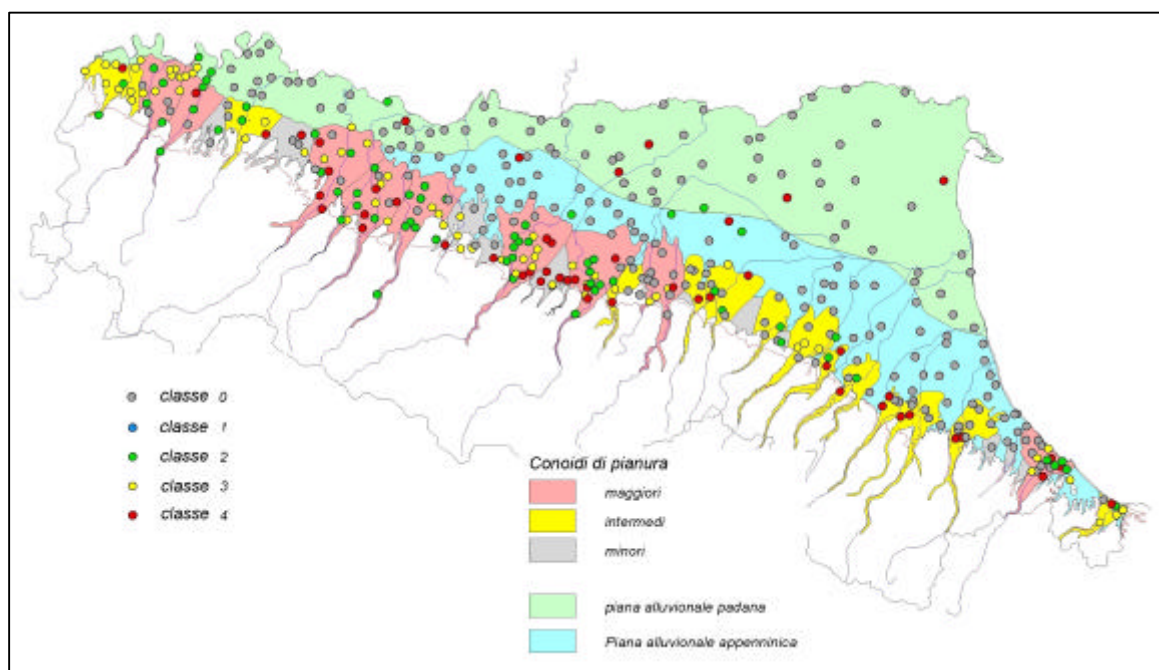 classe 0
classe 1
classe 2
classe 3
classe 4
Conoidi di pianura
maggiori
intermedi
minori
piana alluvionale padana
Piana alluvionale appenninica